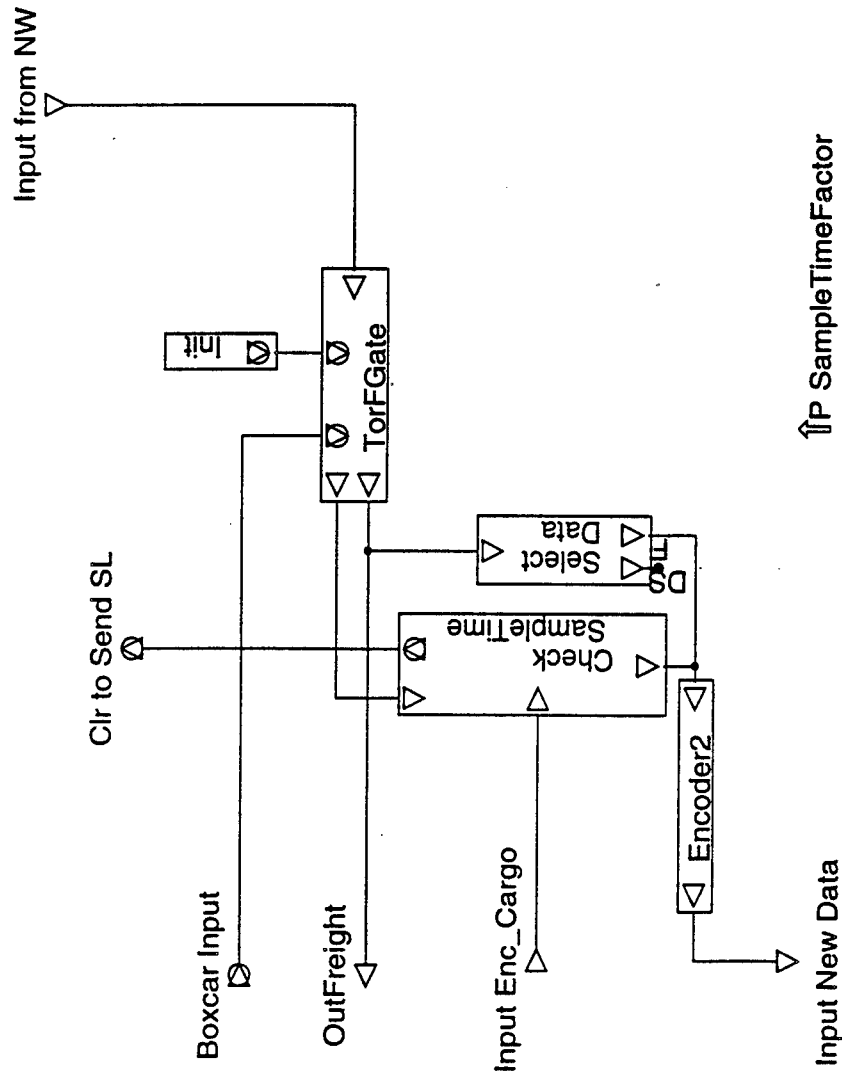 Input from NW
Init
TorFGate
Clr to Send SL
Boxcar Input
OutFreight
Select
Data
DS
Check
SampleTime
Input Enc_Cargo
Encoder2
Input New Data
P SampleTimeFactor